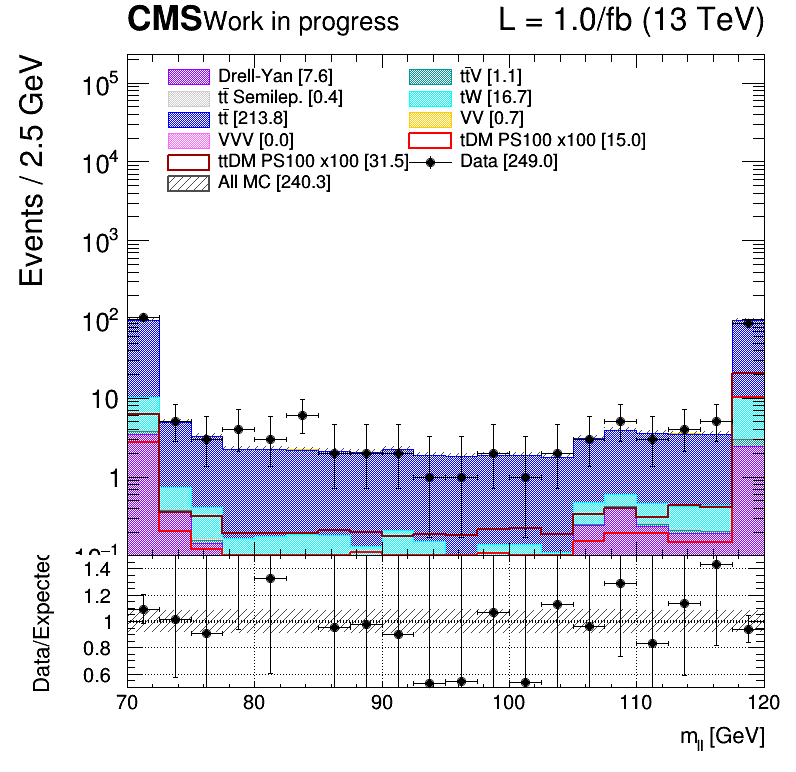 CMS Work in progress L = 1.0/fb (13 TeV)
Events / 2.5 GeV
Drell-Yan [7.6]
tt̄ Semilep. [0.4]
tt̄ [213.8]
VVV [0.0]
ttDM PS100 x100 [31.5]
All MC [240.3]
tt̄V [1.1]
tW [16.7]
VV [0.7]
tDM PS100 x100 [15.0]
Data [249.0]
10⁵
10⁴
10³
10²
10
1
10⁻¹
Data/Expected
1.4
1.2
1
0.8
0.6
70 80 90 100 110 120
m_ll [GeV]